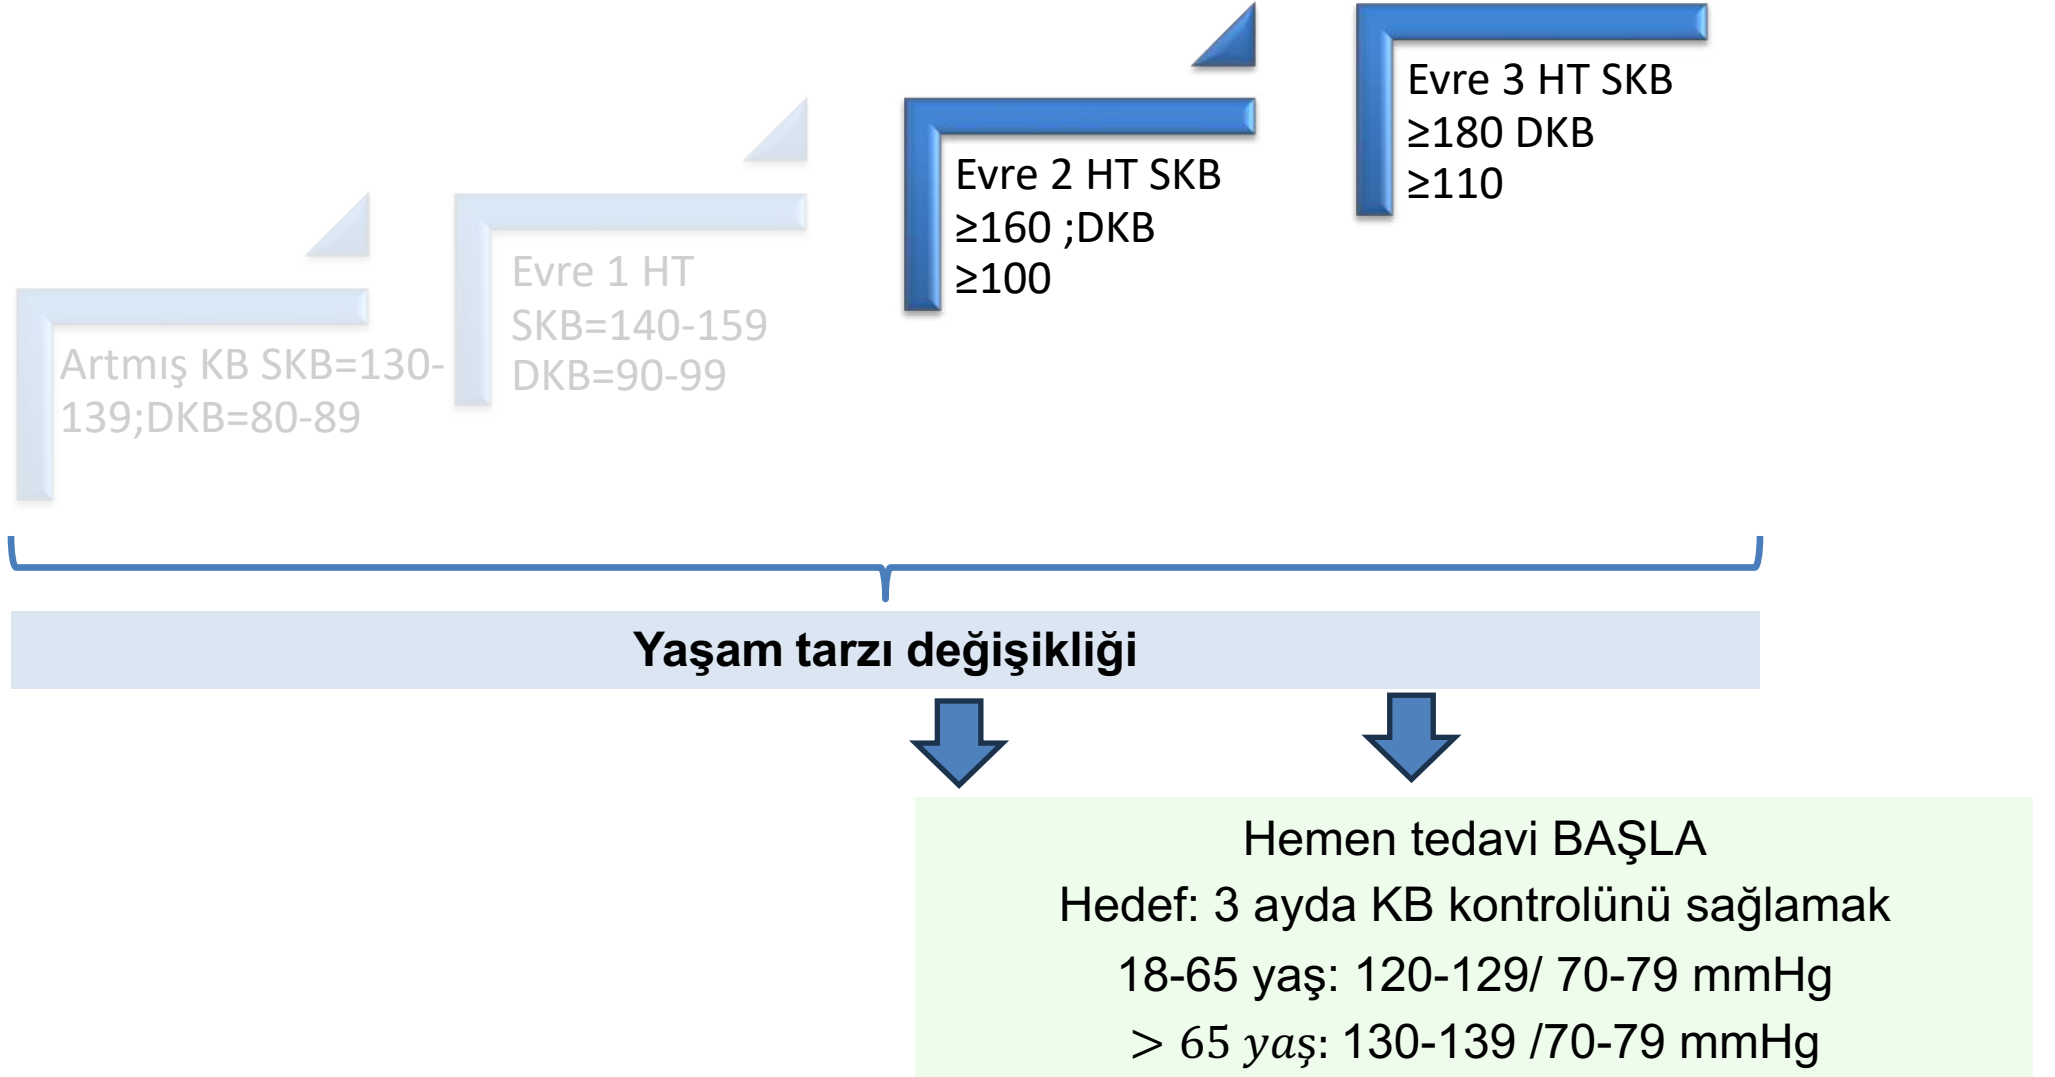 Artmış KB SKB=130-
139;DKB=80-89
Evre 1 HT
SKB=140-159
DKB=90-99
Evre 2 HT SKB
≥160 ;DKB
≥100
Evre 3 HT SKB
≥180 DKB
≥110
Yaşam tarzı değişikliği
Hemen tedavi BAŞLA
Hedef: 3 ayda KB kontrolünü sağlamak
18-65 yaş: 120-129/ 70-79 mmHg
> 65 yaş: 130-139 /70-79 mmHg